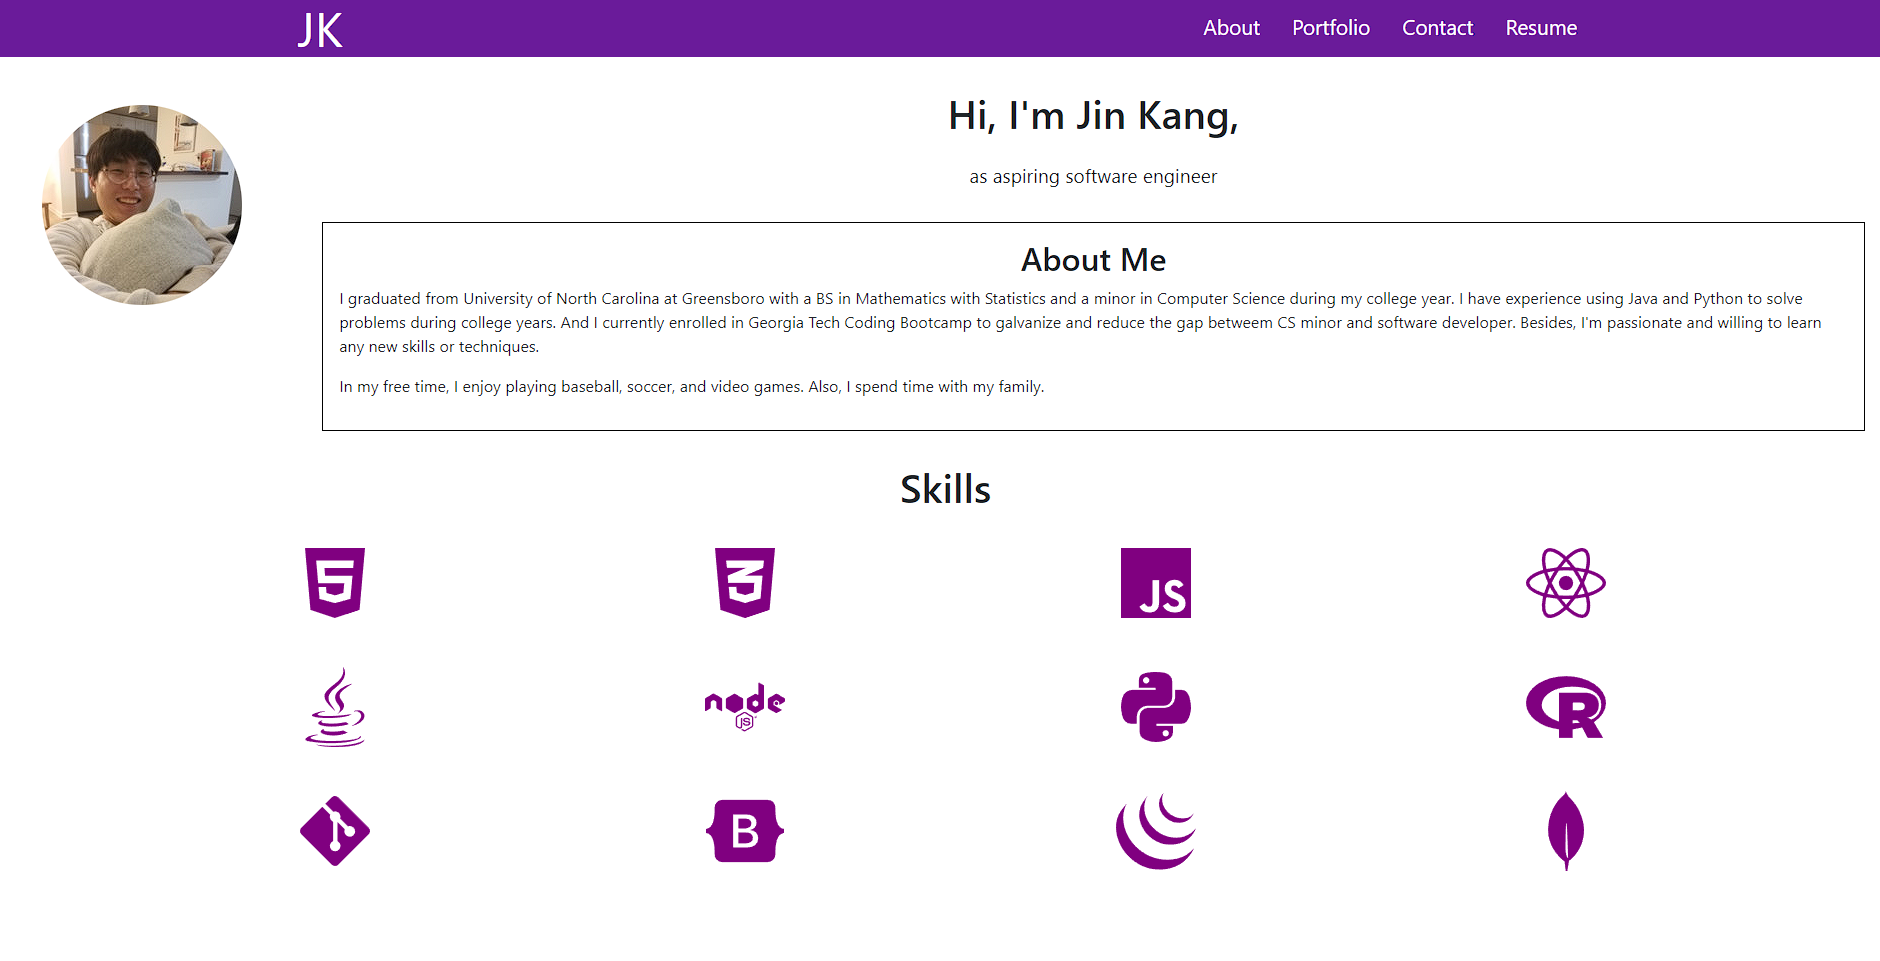 JK
About Portfolio Contact Resume
Hi, I'm Jin Kang,
as aspiring software engineer
About Me
I graduated from University of North Carolina at Greensboro with a BS in Mathematics with Statistics and a minor in Computer Science during my college year. I have experience using Java and Python to solve
problems during college years. And I currently enrolled in Georgia Tech Coding Bootcamp to galvanize and reduce the gap betweem CS minor and software developer. Besides, I'm passionate and willing to learn
any new skills or techniques.
In my free time, I enjoy playing baseball, soccer, and video games. Also, I spend time with my family.
Skills
5
3
JS
node
JS
R
B